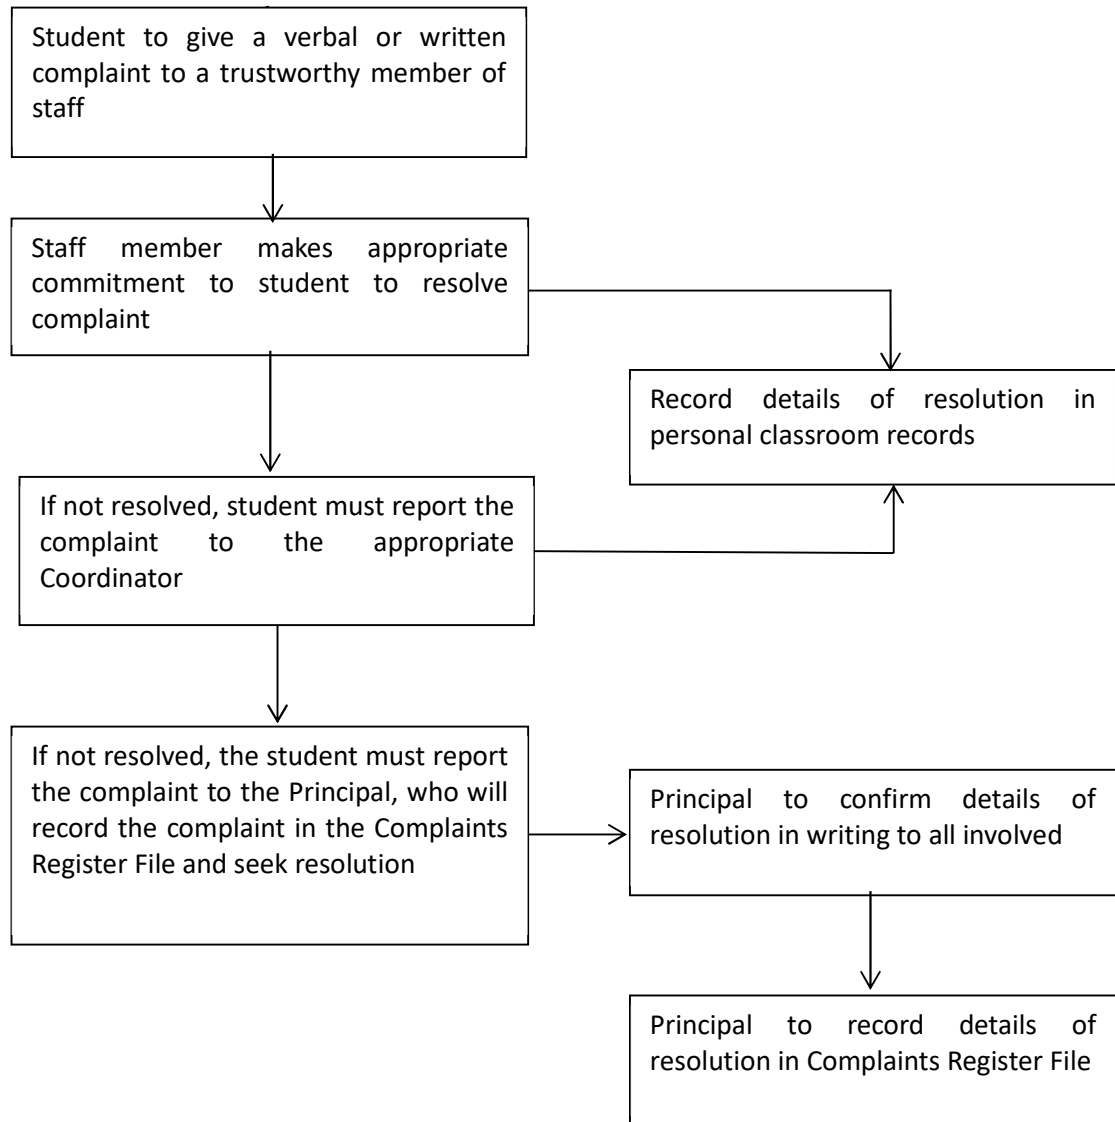 Student to give a verbal or written
complaint to a trustworthy member of
staff
Staff member makes appropriate
commitment to student to resolve
complaint
Record details of resolution in
personal classroom records
If not resolved, student must report the
complaint to the appropriate
Coordinator
If not resolved, the student must report
the complaint to the Principal, who will
record the complaint in the Complaints
Register File and seek resolution
Principal to confirm details of
resolution in writing to all involved
Principal to record details of
resolution in Complaints Register File